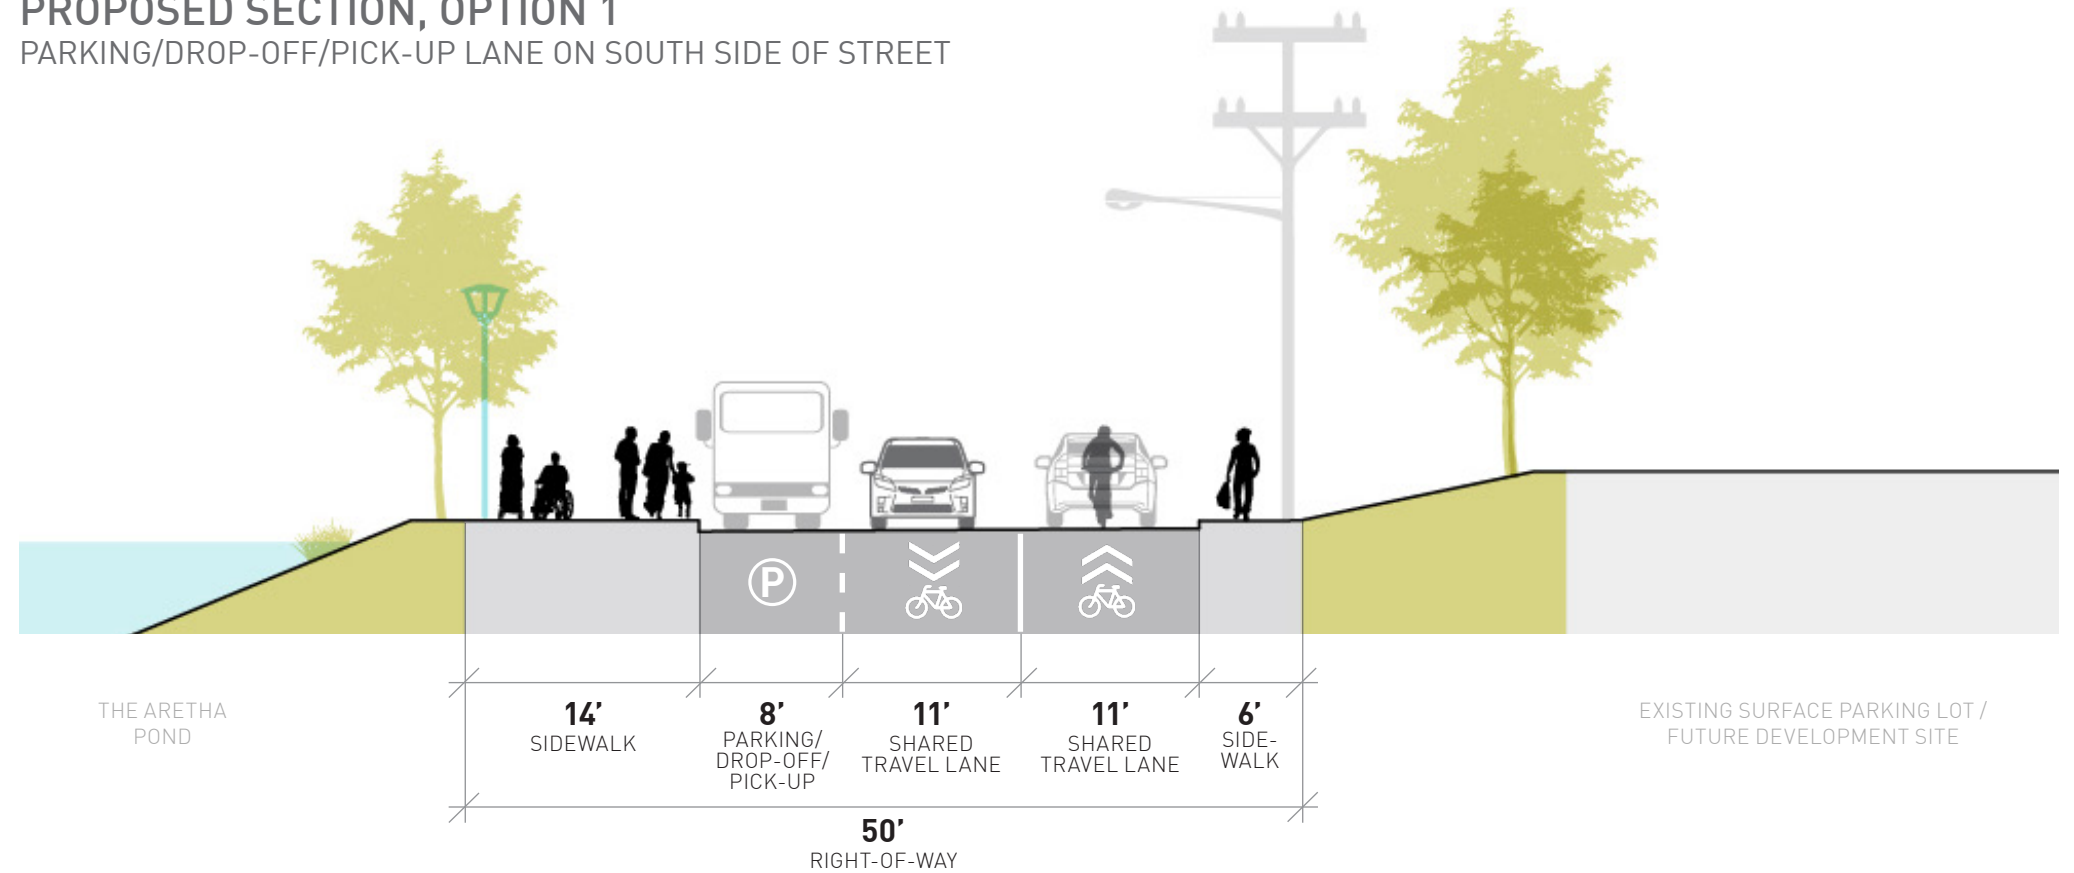 PROPOSED SECTION, OPTION 1
PARKING/DROP-OFF/PICK-UP LANE ON SOUTH SIDE OF STREET
P
THE ARETHA
POND
14’
SIDEWALK
8’
PARKING/
DROP-OFF/
PICK-UP
11’
SHARED
TRAVEL LANE
11’
SHARED
TRAVEL LANE
6’
SIDE-
WALK
EXISTING SURFACE PARKING LOT /
FUTURE DEVELOPMENT SITE
50’
RIGHT-OF-WAY